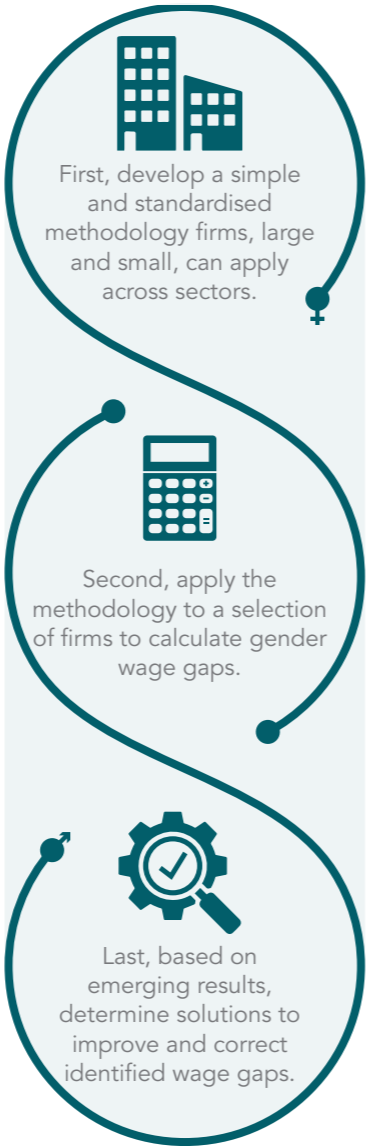 First, develop a simple
and standardised
methodology firms, large
and small, can apply
across sectors.
Second, apply the
methodology to a selection
of firms to calculate gender
wage gaps.
Last, based on
emerging results,
determine solutions to
improve and correct
identified wage gaps.